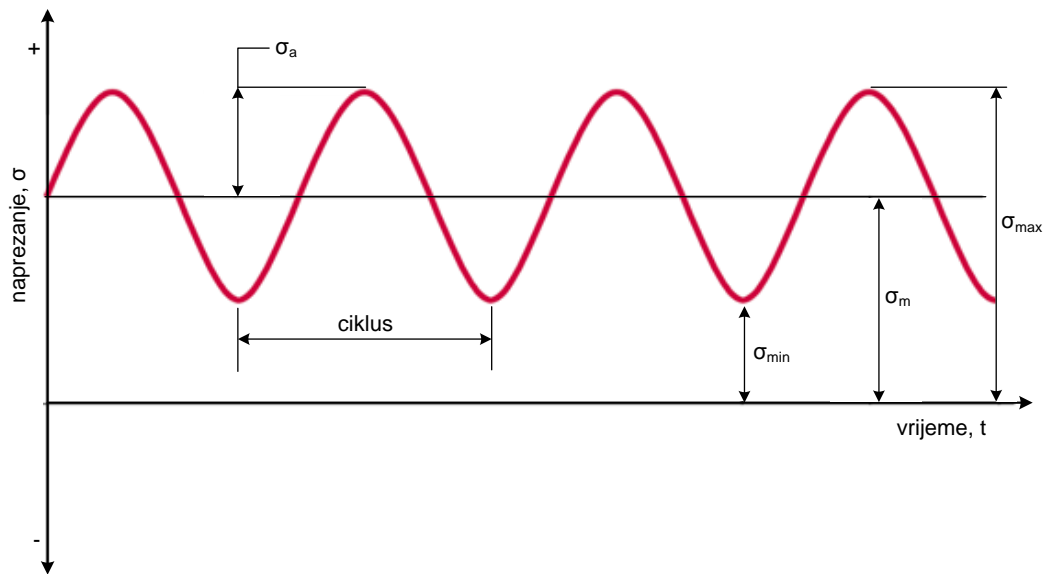 +
σa
naprezanje, σ
σmax
σm
ciklus
σmin
vrijeme, t
-